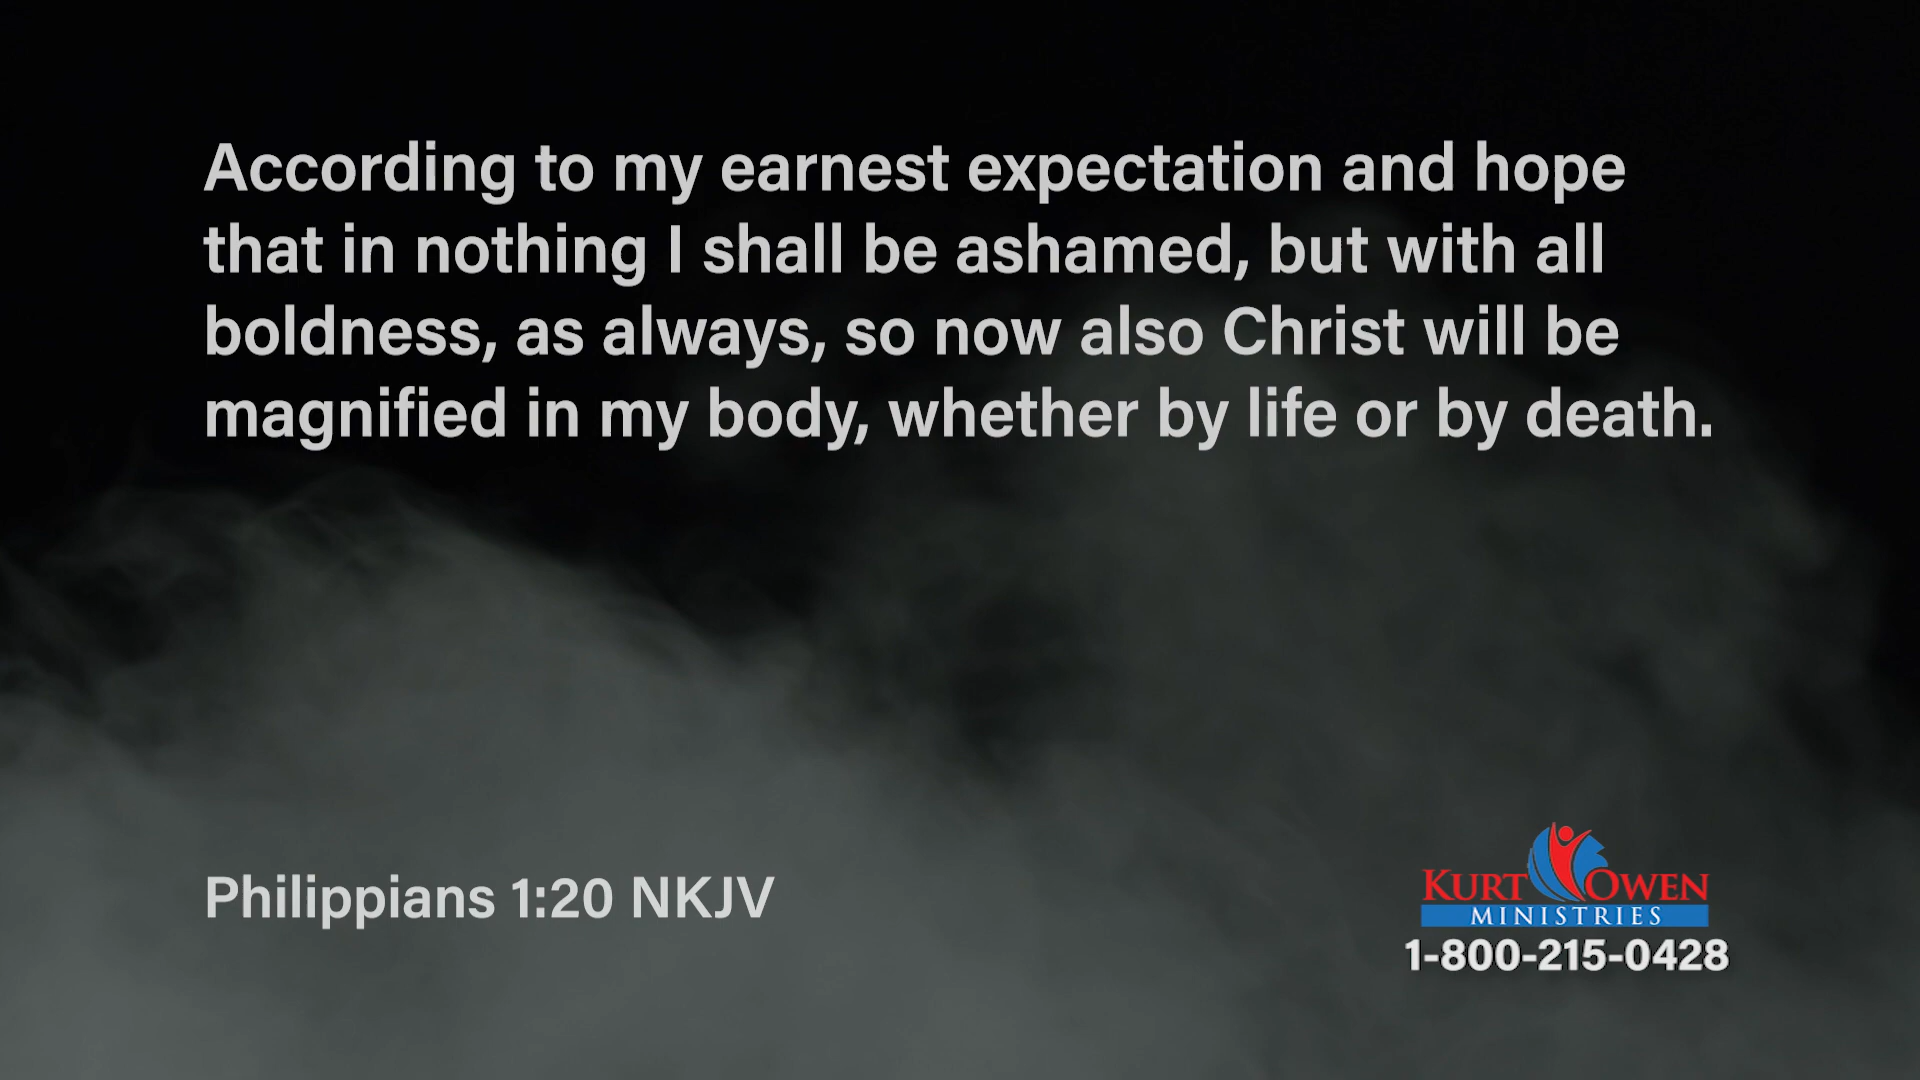 According to my earnest expectation and hope
that in nothing I shall be ashamed, but with all
boldness, as always, so now also Christ will be
magnified in my body, whether by life or by death.
Philippians 1:20 NKJV
KURT OWEN
MINISTRIES
1-800-215-0428